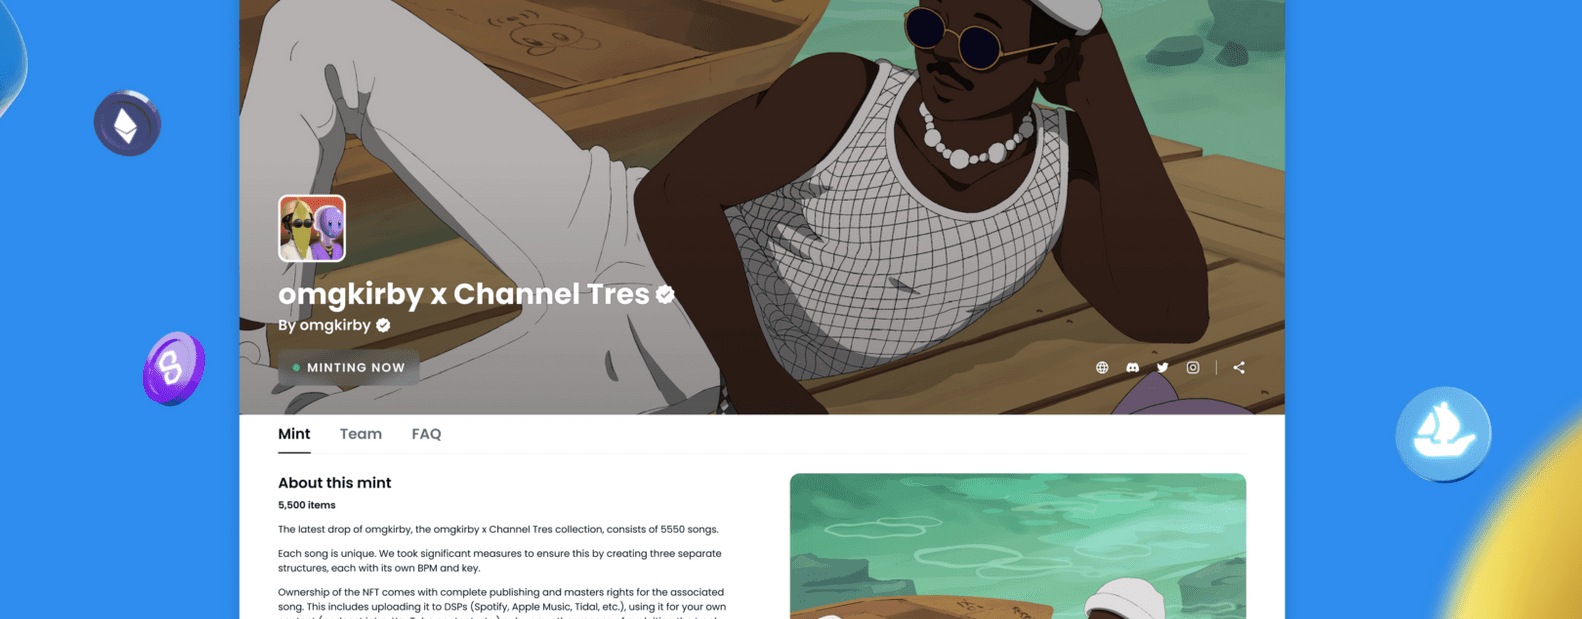 omgkirby x Channel Tres
By omgkirby
MINTING NOW
Mint Team FAQ
About this mint
5,500 items
The latest drop of omgkirby, the omgkirby x Channel Tres collection, consists of 5550 songs.
Each song is unique. We took significant measures to ensure this by creating three separate
structures, each with its own BPM and key.
Ownership of the NFT comes with complete publishing and masters rights for the associated
song. This includes uploading it to DSPs (Spotify, Apple Music, Tidal, etc.), using it for your own